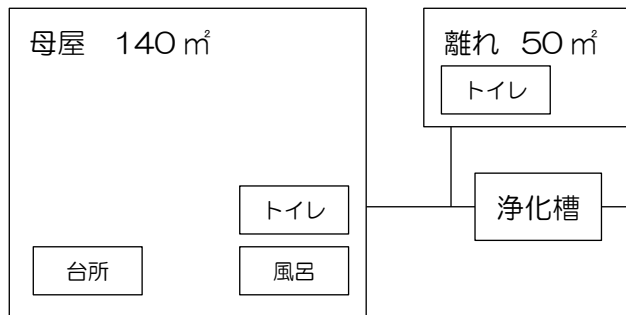 母屋　140㎡
離れ　50㎡
トイレ
トイレ
浄化槽
台所
風呂